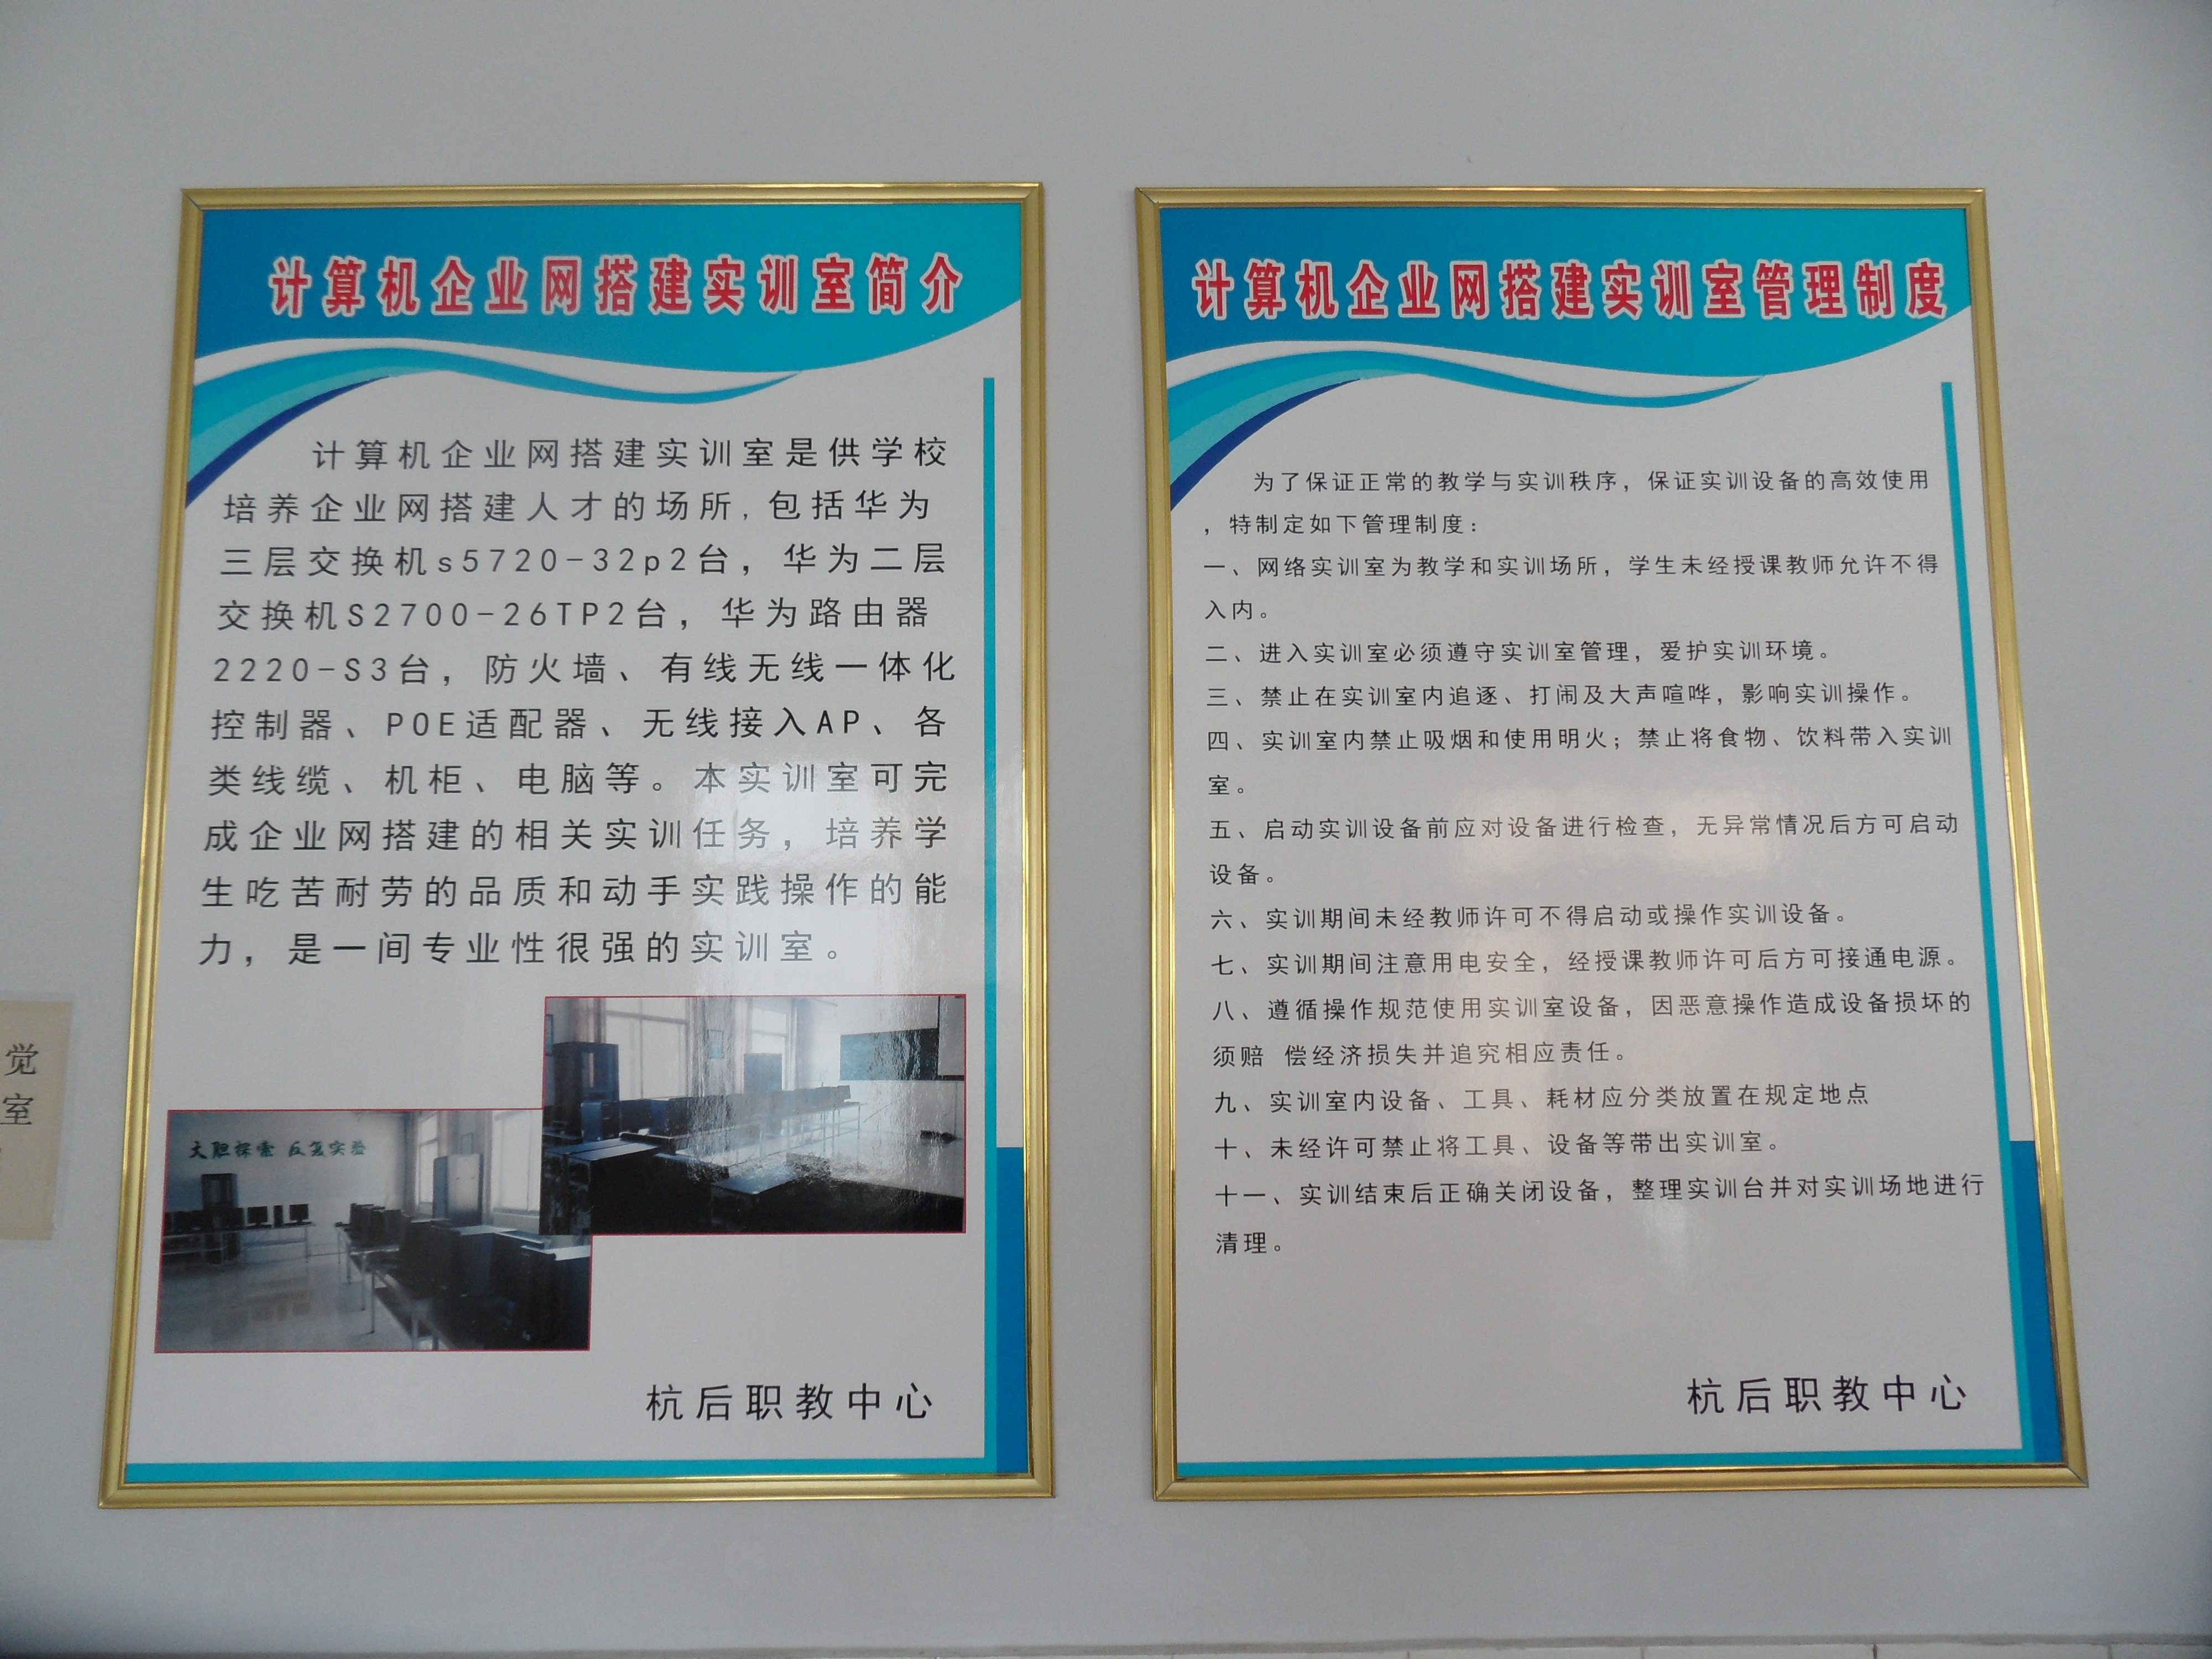 计算机企业网搭建实训室简介
计算机企业网搭建实训室是供学校
培养企业网搭建人才的场所,包括华为
三层交换机s5720-32p2台，华为二层
交换机S2700-26TP2台，华为路由器
2220-S3台，防火墙、有线无线一体化
控制器、POE适配器、无线接入AP、各
类线缆、机柜、电脑等。本实训室可完
成企业网搭建的相关实训任务，培养学
生吃苦耐劳的品质和动手实践操作的能
力，是一间专业性很强的实训室。
大胆探索 反复实验
杭后职教中心
计算机企业网搭建实训室管理制度
为了保证正常的教学与实训秩序，保证实训设备的高效使用
，特制定如下管理制度：
一、网络实训室为教学和实训场所，学生未经授课教师允许不得
入内。
二、进入实训室必须遵守实训室管理，爱护实训环境。
三、禁止在实训室内追逐、打闹及大声喧哗，影响实训操作。
四、实训室内禁止吸烟和使用明火；禁止将食物、饮料带入实训
室。
五、启动实训设备前应对设备进行检查，无异常情况后方可启动
设备。
六、实训期间未经教师许可不得启动或操作实训设备。
七、实训期间注意用电安全，经授课教师许可后方可接通电源。
八、遵循操作规范使用实训室设备，因恶意操作造成设备损坏的
须赔 偿经济损失并追究相应责任。
九、实训室内设备、工具、耗材应分类放置在规定地点
十、未经许可禁止将工具、设备等带出实训室。
十一、实训结束后正确关闭设备，整理实训台并对实训场地进行
清理。
杭后职教中心
觉
室